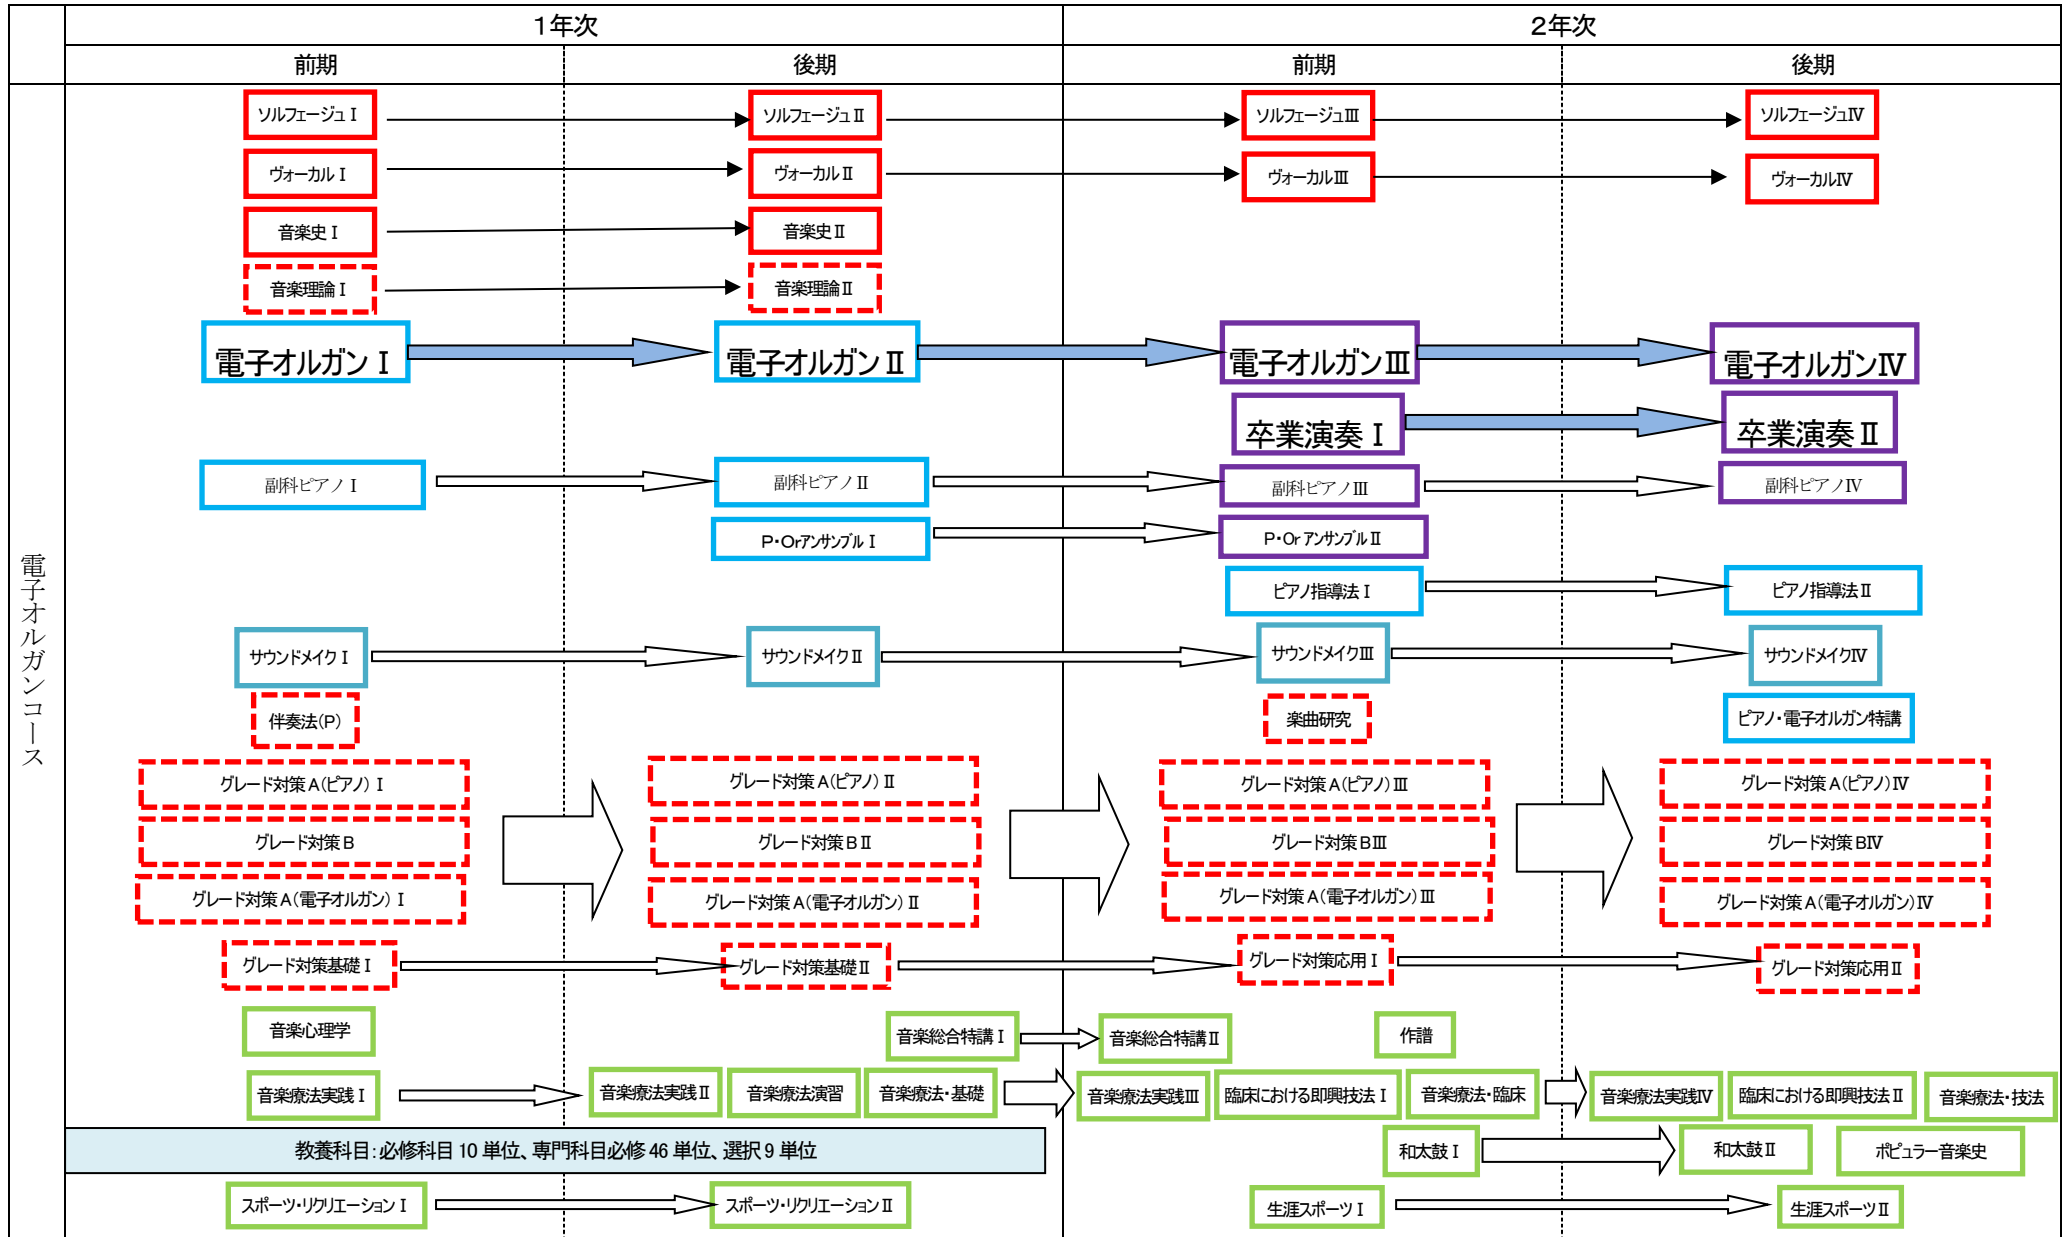 1年次
2年次
前期
後期
前期
後期
電子オルガンコース
ソルフェージュⅠ
ソルフェージュⅡ
ソルフェージュⅢ
ソルフェージュⅣ
ヴォーカルⅠ
ヴォーカルⅡ
ヴォーカルⅢ
ヴォーカルⅣ
音楽史Ⅰ
音楽史Ⅱ
音楽理論Ⅰ
音楽理論Ⅱ
電子オルガンⅠ
電子オルガンⅡ
電子オルガンⅢ
電子オルガンⅣ
卒業演奏Ⅰ
卒業演奏Ⅱ
副科ピアノⅠ
副科ピアノⅡ
副科ピアノⅢ
副科ピアノⅣ
P・OrアンサンブルⅠ
P・OrアンサンブルⅡ
ピアノ指導法Ⅰ
ピアノ指導法Ⅱ
サウンドメイクⅠ
サウンドメイクⅡ
サウンドメイクⅢ
サウンドメイクⅣ
伴奏法(P)
楽曲研究
ピアノ・電子オルガン特講
グレード対策A(ピアノ)Ⅰ
グレード対策A(ピアノ)Ⅱ
グレード対策A(ピアノ)Ⅲ
グレード対策A(ピアノ)Ⅳ
グレード対策B
グレード対策BⅡ
グレード対策BⅢ
グレード対策BⅣ
グレード対策A(電子オルガン)Ⅰ
グレード対策A(電子オルガン)Ⅱ
グレード対策A(電子オルガン)Ⅲ
グレード対策A(電子オルガン)Ⅳ
グレード対策基礎Ⅰ
グレード対策基礎Ⅱ
グレード対策応用Ⅰ
グレード対策応用Ⅱ
音楽心理学
音楽総合特講Ⅰ
音楽総合特講Ⅱ
作譜
音楽療法実践Ⅰ
音楽療法実践Ⅱ
音楽療法演習
音楽療法・基礎
音楽療法実践Ⅲ
臨床における即興技法Ⅰ
音楽療法・臨床
音楽療法実践Ⅳ
臨床における即興技法Ⅱ
音楽療法・技法
教養科目:必修科目10単位、専門科目必修46単位、選択9単位
和太鼓Ⅰ
和太鼓Ⅱ
ポピュラー音楽史
スポーツ・リクリエーションⅠ
スポーツ・リクリエーションⅡ
生涯スポーツⅠ
生涯スポーツⅡ